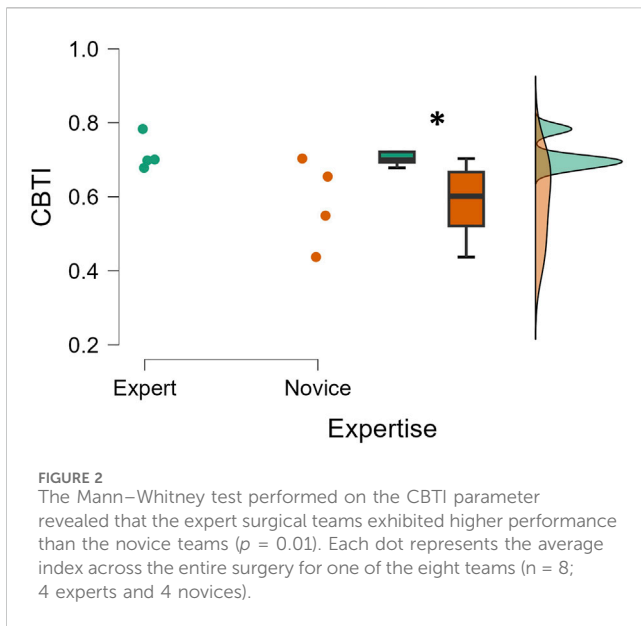 1.0
0.8
0.6
0.4
0.2
CBTI
*
Expert
Novice
Expertise
FIGURE 2
The Mann–Whitney test performed on the CBTI parameter
revealed that the expert surgical teams exhibited higher performance
than the novice teams (p = 0.01). Each dot represents the average
index across the entire surgery for one of the eight teams (n = 8;
4 experts and 4 novices).